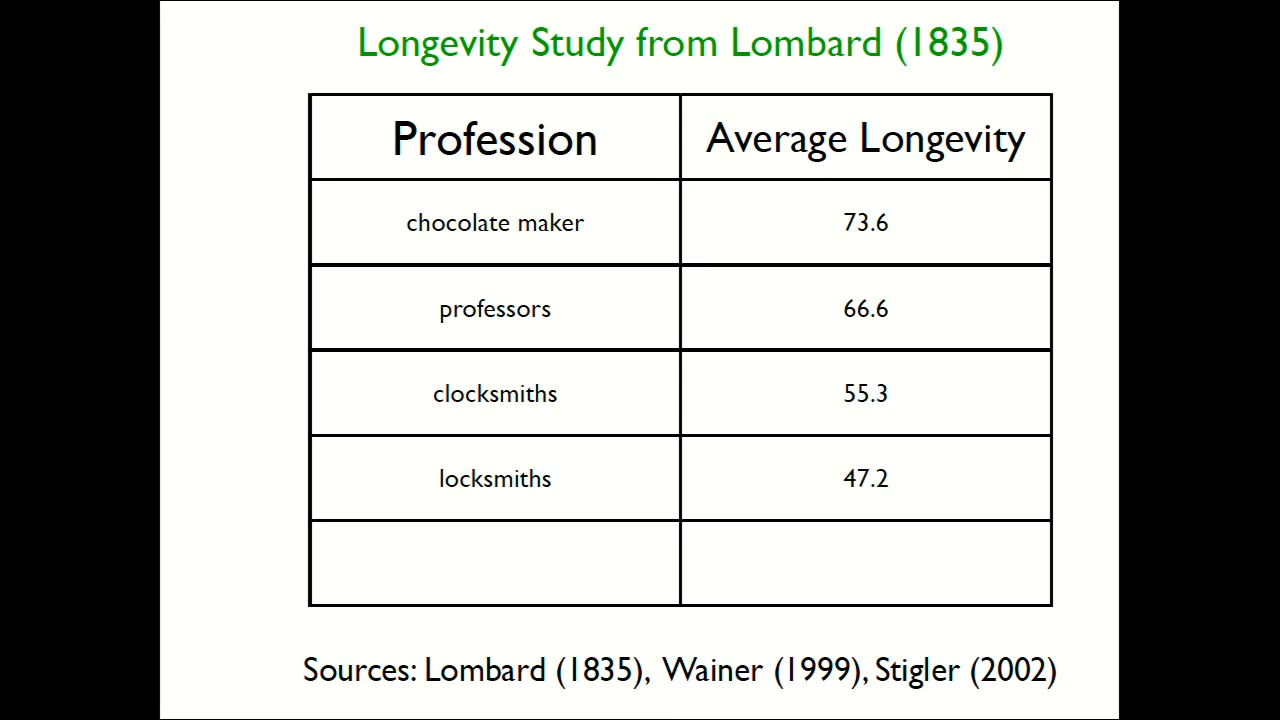 Longevity Study from Lombard (1835)
Profession Average Longevity
chocolate maker 73.6
professors 66.6
clocksmiths 55.3
locksmiths 47.2
Sources: Lombard (1835), Wainer (1999), Stigler (2002)